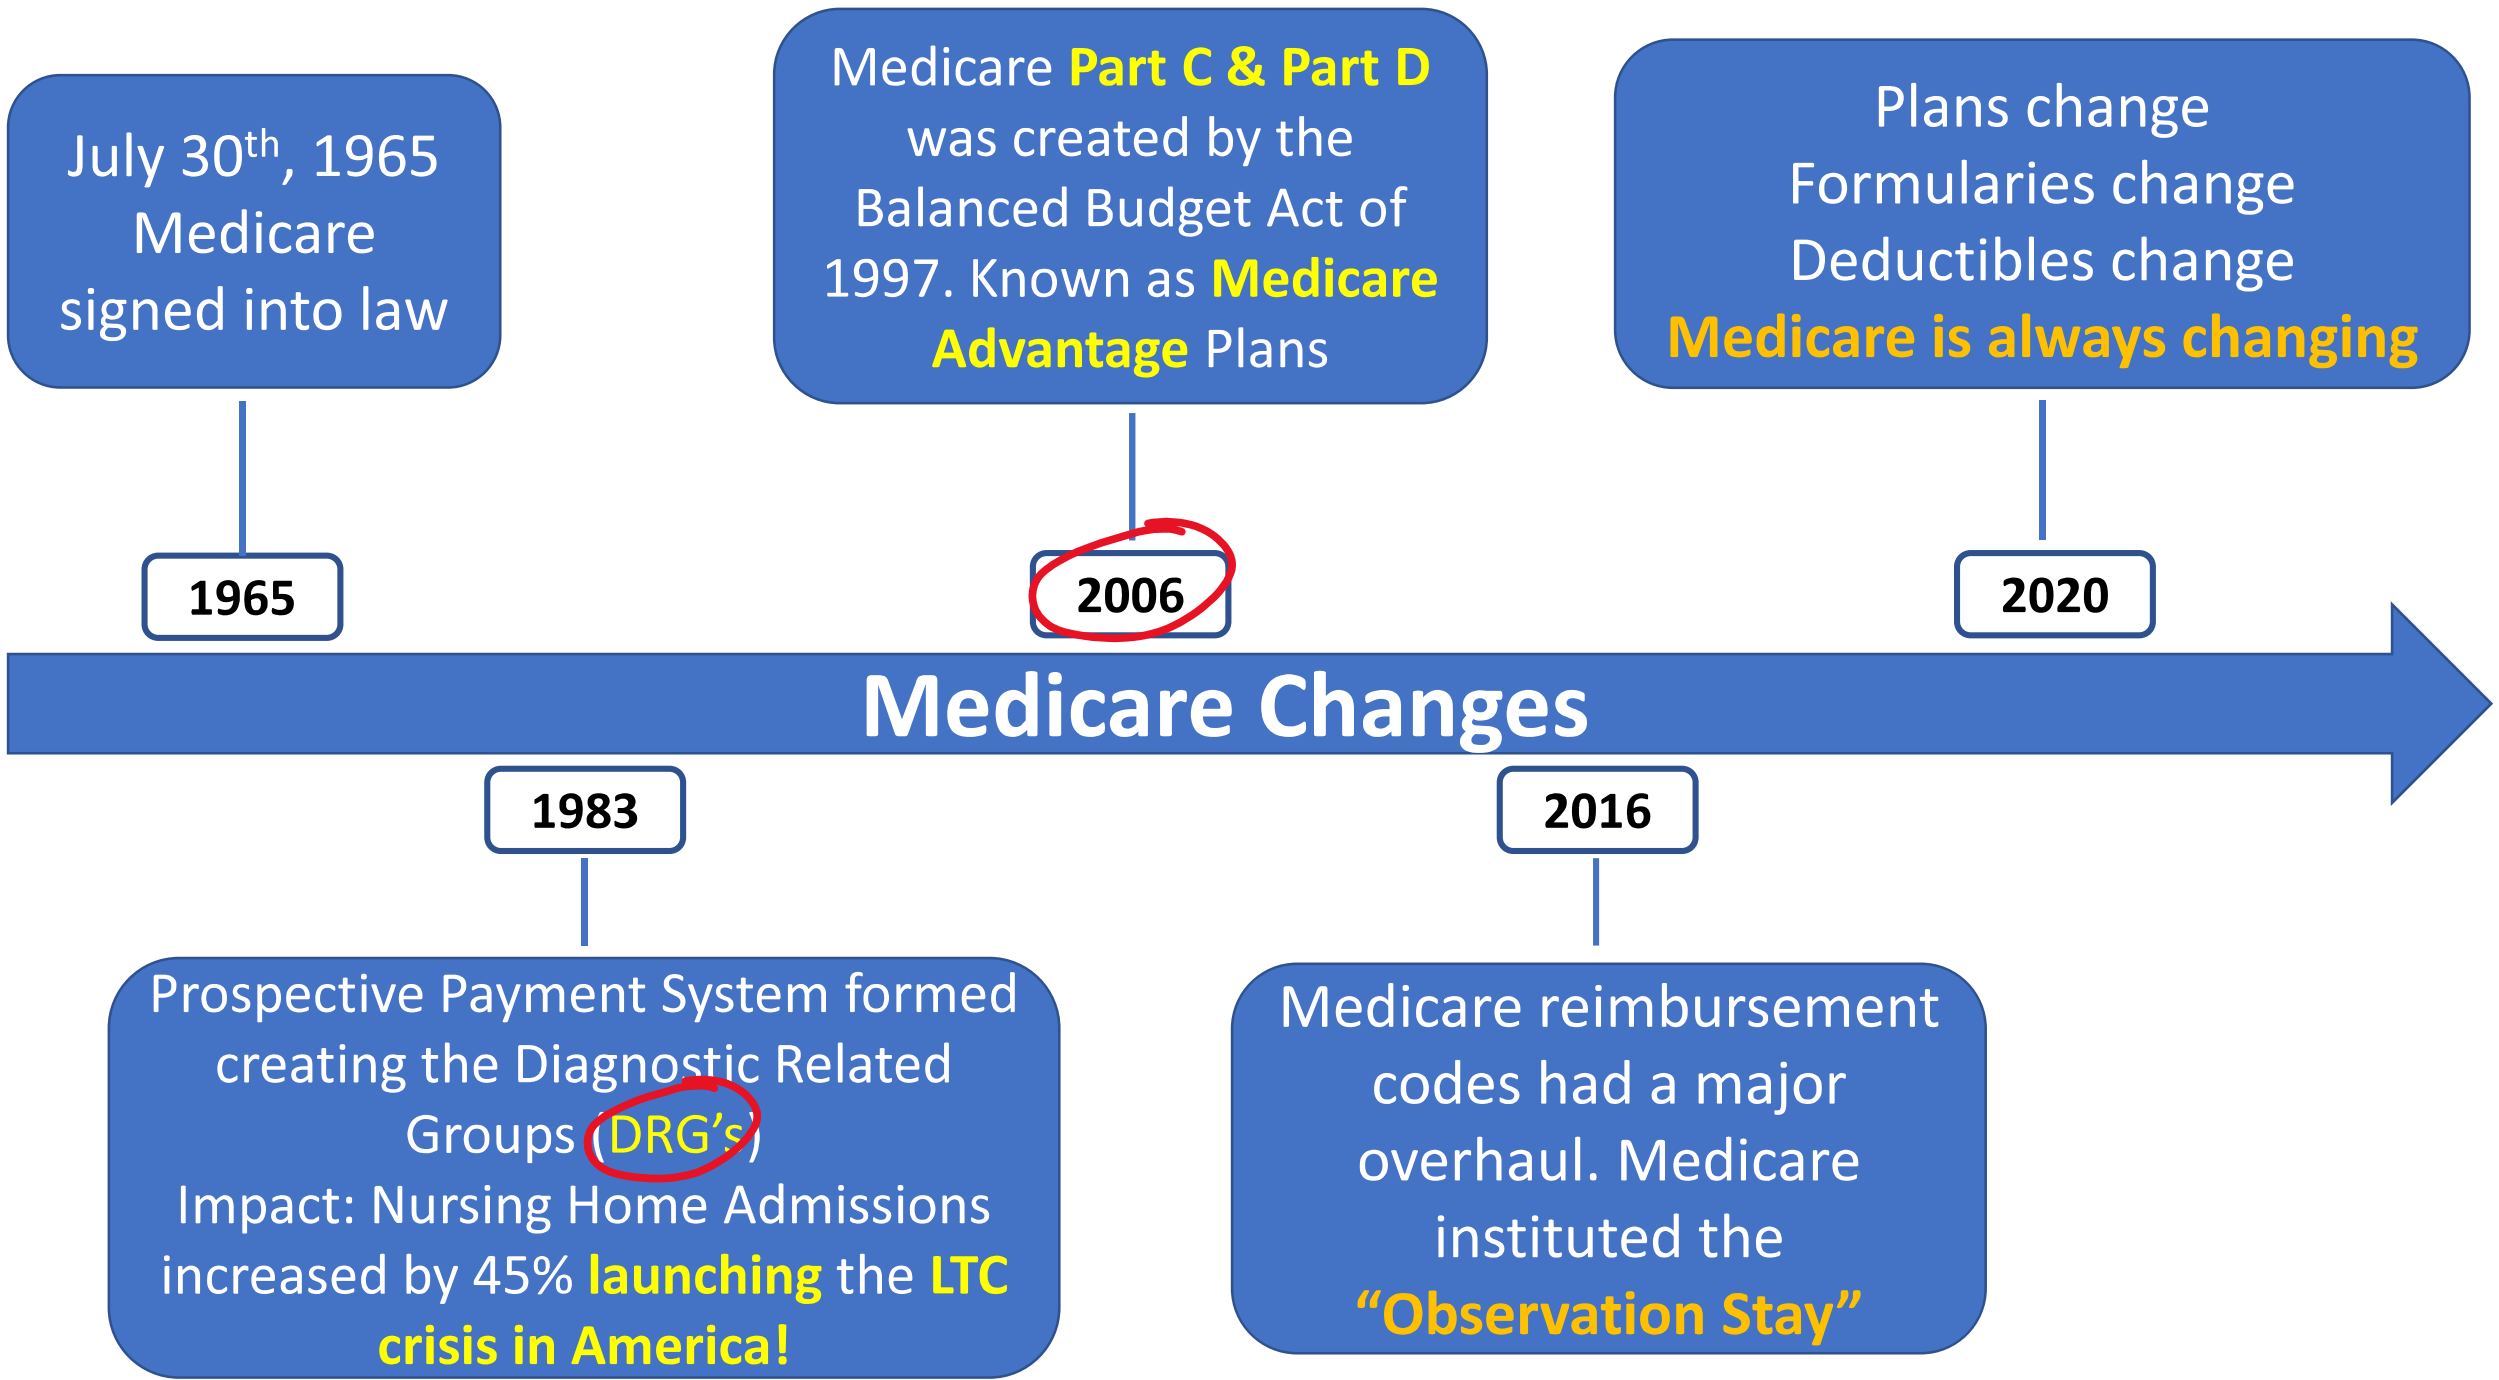 July 30th, 1965
Medicare
signed into law
Medicare Part C & Part D
was created by the
Balanced Budget Act of
1997. Known as Medicare
Advantage Plans
Plans change
Formularies change
Deductibles change
Medicare is always changing
1965
2006
2020
Medicare Changes
1983
2016
Prospective Payment System formed
creating the Diagnostic Related
Groups (DRG's)
Impact: Nursing Home Admissions
increased by 45% launching the LTC
crisis in America!
Medicare reimbursement
codes had a major
overhaul. Medicare
instituted the
“Observation Stay”